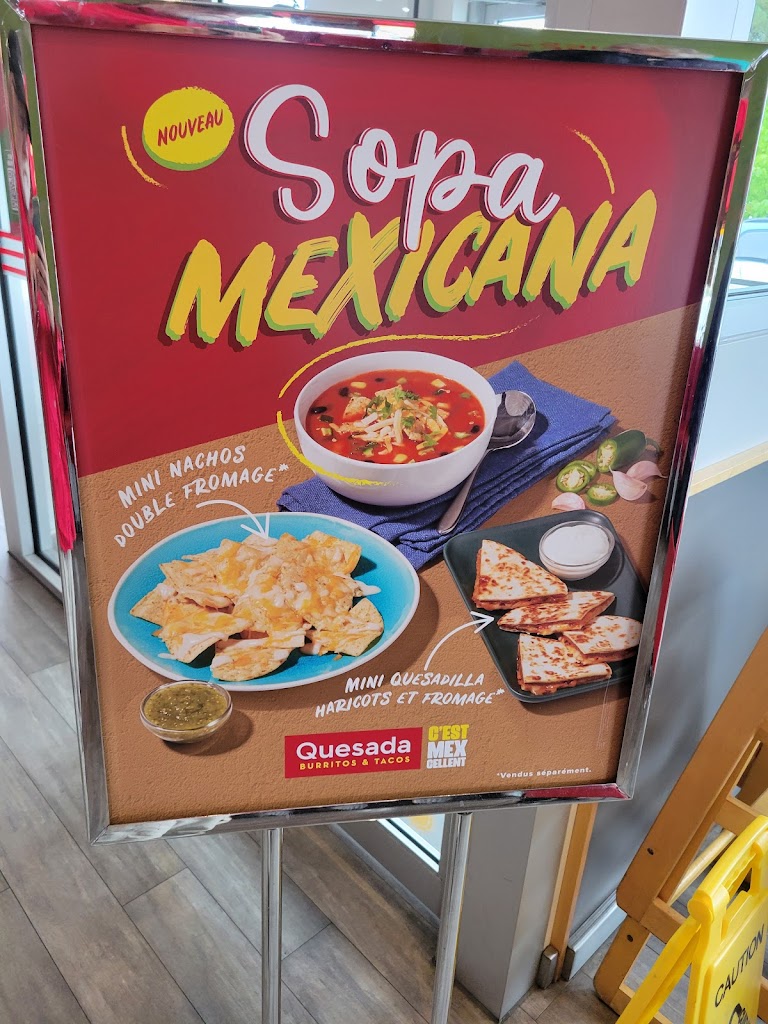 NOUVEAU
Sopa
MEXICANA
MINI NACHOS
DOUBLE FROMAGE*
MINI QUESADILLA
HARICOTS ET FROMAGE*
Quesada
BURRITOS & TACOS
C'EST
MEX
CELLENT
*Vendus séparément.
CAUTION